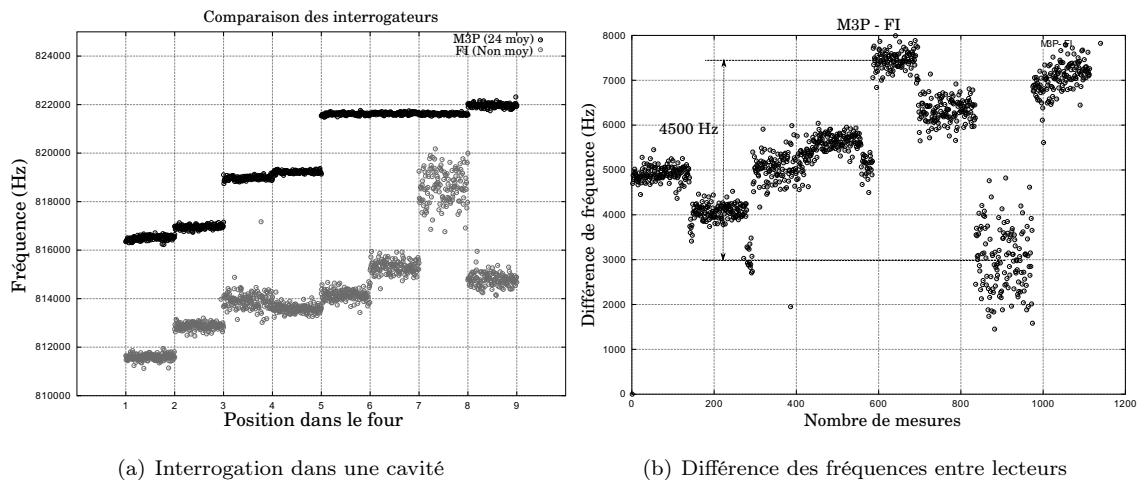 Comparaison des interrogateurs
M3P (24 moy)
FI (Non moy)
824000
822000
820000
818000
816000
814000
812000
810000
Fréquence (Hz)
1 2 3 4 5 6 7 8 9
Position dans le four
(a) Interrogation dans une cavité
M3P - FI
M3P- FI
8000
7000
6000
5000
4000
3000
2000
1000
0
4500 Hz
Différence de fréquence (Hz)
0 200 400 600 800 1000 1200
Nombre de mesures
(b) Différence des fréquences entre lecteurs